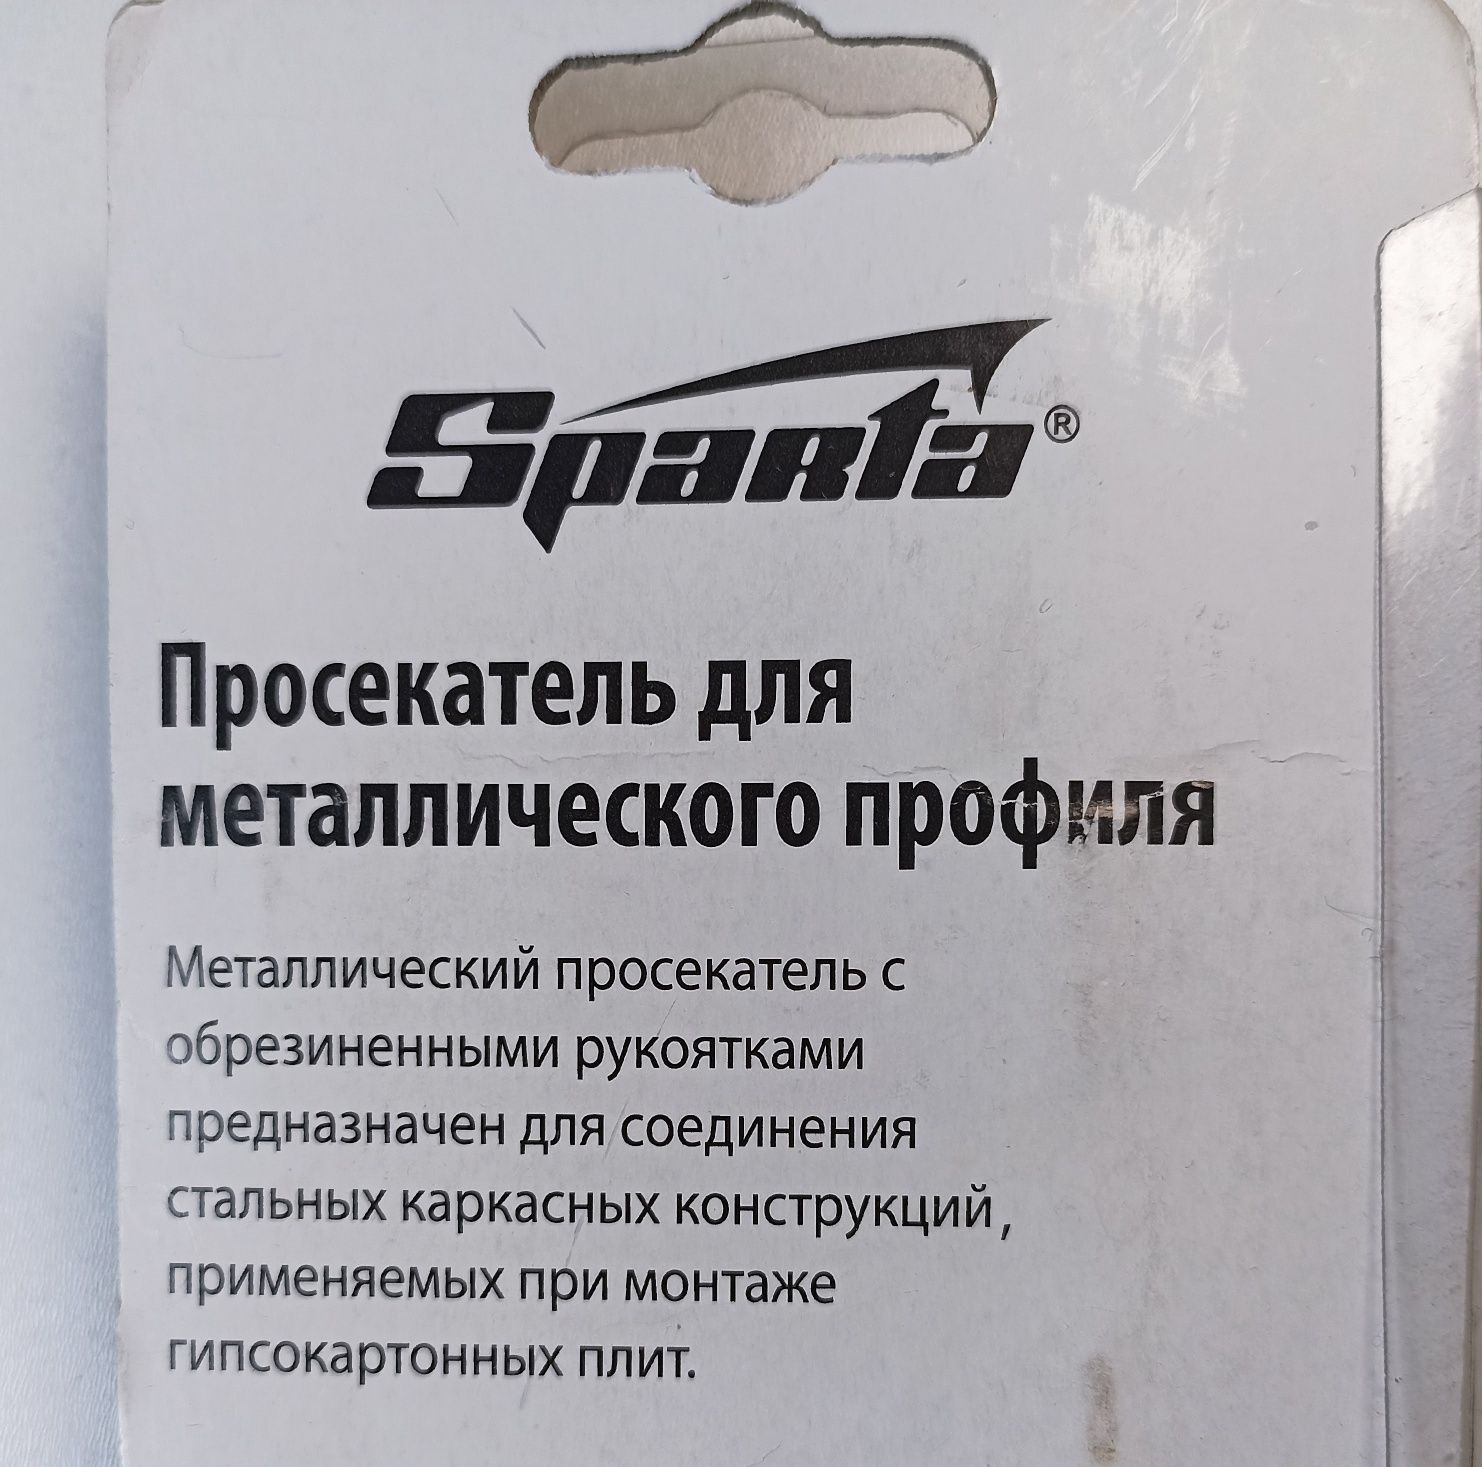 Sparta®
Просекатель для
металлического профиля
Металлический просекатель с
обрезиненными рукоятками
предназначен для соединения
стальных каркасных конструкций,
применяемых при монтаже
гипсокартонных плит.